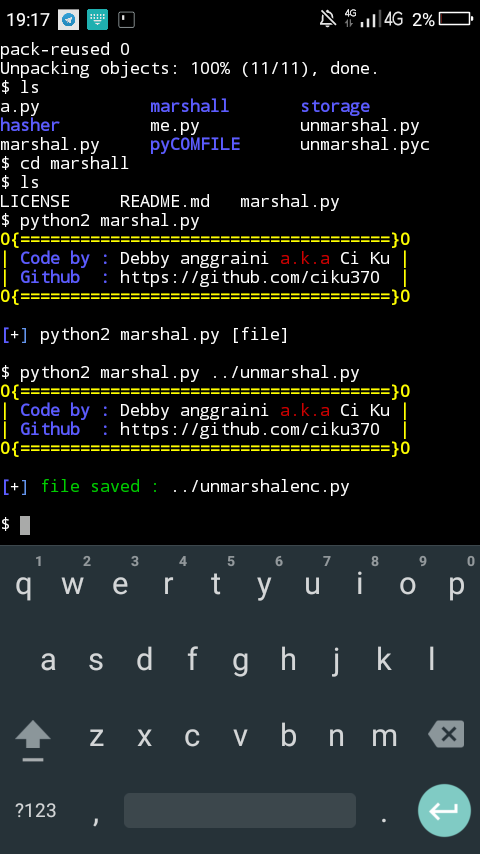 19:17 4G 4G 2%
pack-reused 0
Unpacking objects: 100% (11/11), done.
$ ls
a.py marshall storage
hasher me.py unmarshal.py
marshal.py pyCOMFILE unmarshal.pyc
$ cd marshall
$ ls
LICENSE README.md marshal.py
$ python2 marshal.py
O{=====================================}O
| Code by : Debby anggraini a.k.a Ci Ku |
| Github : https://github.com/ciku370 |
O{=====================================}O
[+] python2 marshal.py [file]
$ python2 marshal.py ../unmarshal.py
O{=====================================}O
| Code by : Debby anggraini a.k.a Ci Ku |
| Github : https://github.com/ciku370 |
O{=====================================}O
[+] file saved : ../unmarshalenc.py
$
1 2 3 4 5 6 7 8 9 0
q w e r t y u i o p
a s d f g h j k l
z x c v b n m
?123 , .